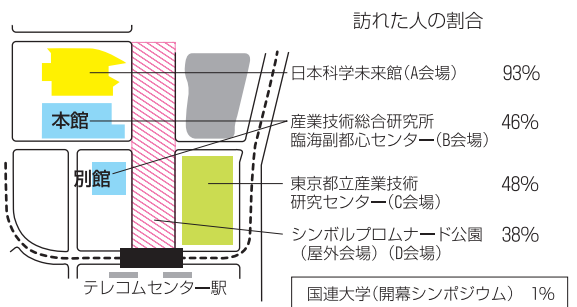 訪れた人の割合
日本科学未来館(A会場) 93%
本館
産業技術総合研究所
臨海副都心センター(B会場) 46%
別館
東京都立産業技術
研究センター(C会場) 48%
シンボルプロムナード公園
(屋外会場)(D会場) 38%
テレコムセンター駅
国連大学(開幕シンポジウム) 1%